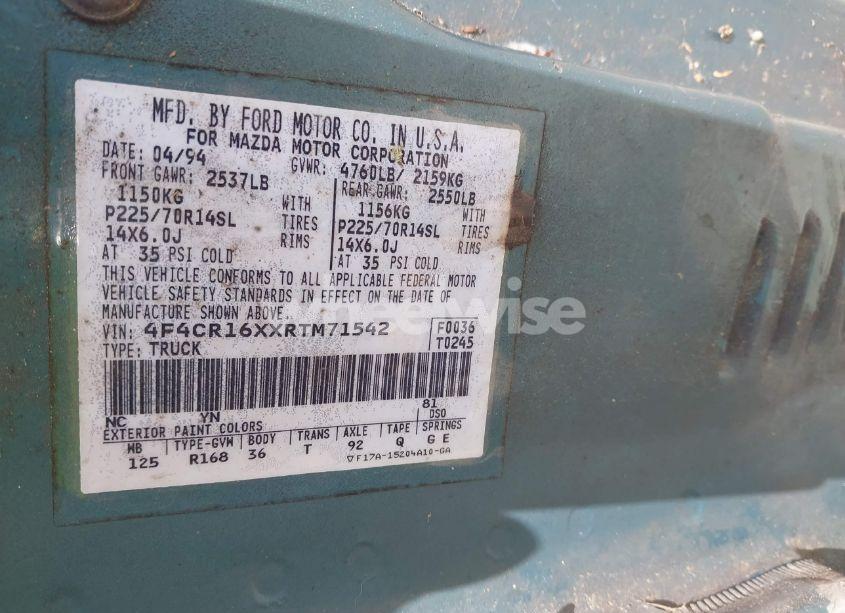 MFD. BY FORD MOTOR CO. IN U.S.A.
FOR MAZDA MOTOR CORPORATION
DATE: 04/94 GVWR: 4760LB/ 2159KG
FRONT GAWR: 2537LB REAR GAWR: 2550LB
1150KG WITH 1156KG WITH
P225/70R14SL TIRES P225/70R14SL TIRES
14X6.0J RIMS 14X6.0J RIMS
AT 35 PSI COLD AT 35 PSI COLD
THIS VEHICLE CONFORMS TO ALL APPLICABLE FEDERAL MOTOR
VEHICLE SAFETY STANDARDS IN EFFECT ON THE DATE OF
MANUFACTURE SHOWN ABOVE.
VIN: 4F4CR16XXRTM71542 F0036
TYPE: TRUCK T0245
NC YN 81
EXTERIOR PAINT COLORS DSO
WB TYPE-GVW BODY TRANS AXLE TAPE SPRINGS
125 R168 36 T 92 Q G E
F17A-15204A10-GA